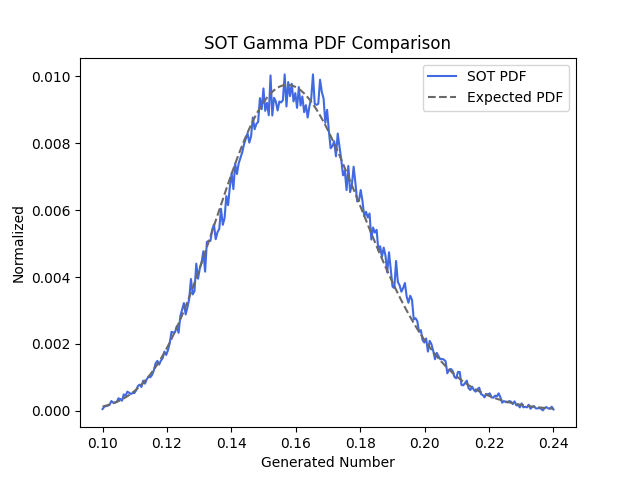 SOT Gamma PDF Comparison
SOT PDF
Expected PDF
Normalized
0.010
0.008
0.006
0.004
0.002
0.000
0.10 0.12 0.14 0.16 0.18 0.20 0.22 0.24
Generated Number